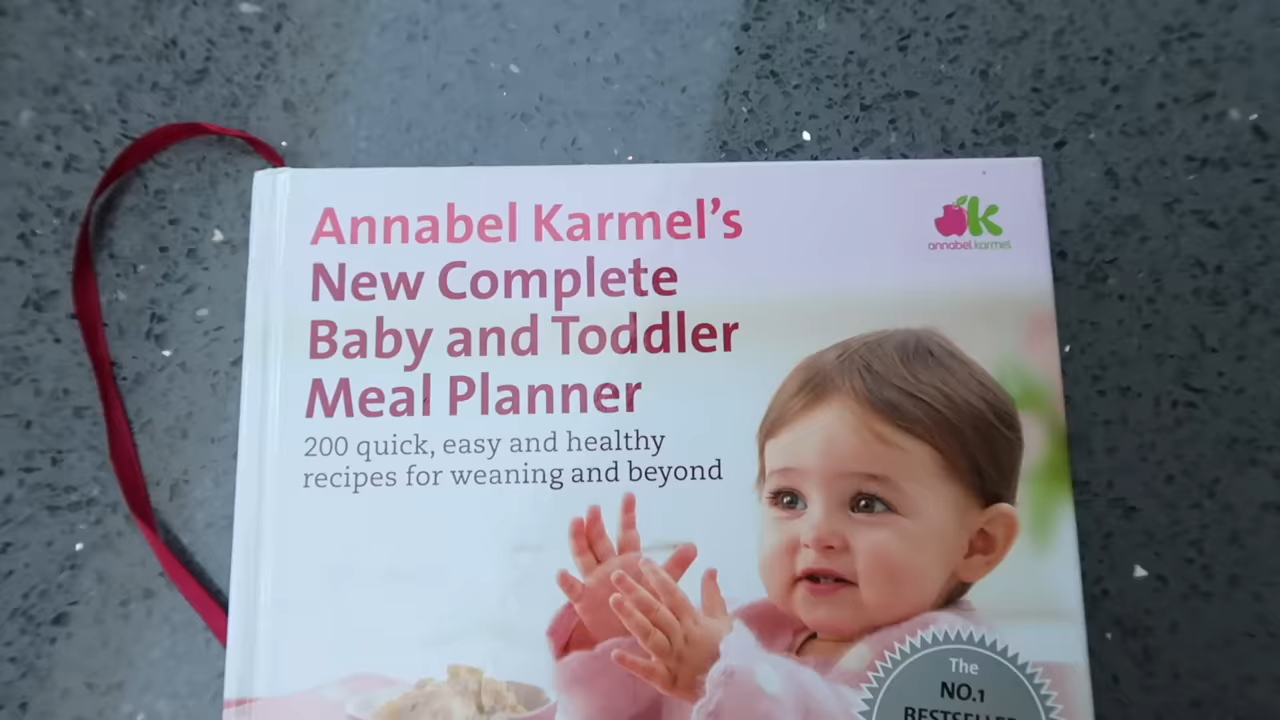 Annabel Karmel's
New Complete
Baby and Toddler
Meal Planner
200 quick, easy and healthy
recipes for weaning and beyond
ak
annabel karmel
The
NO.1
BESTSELLER